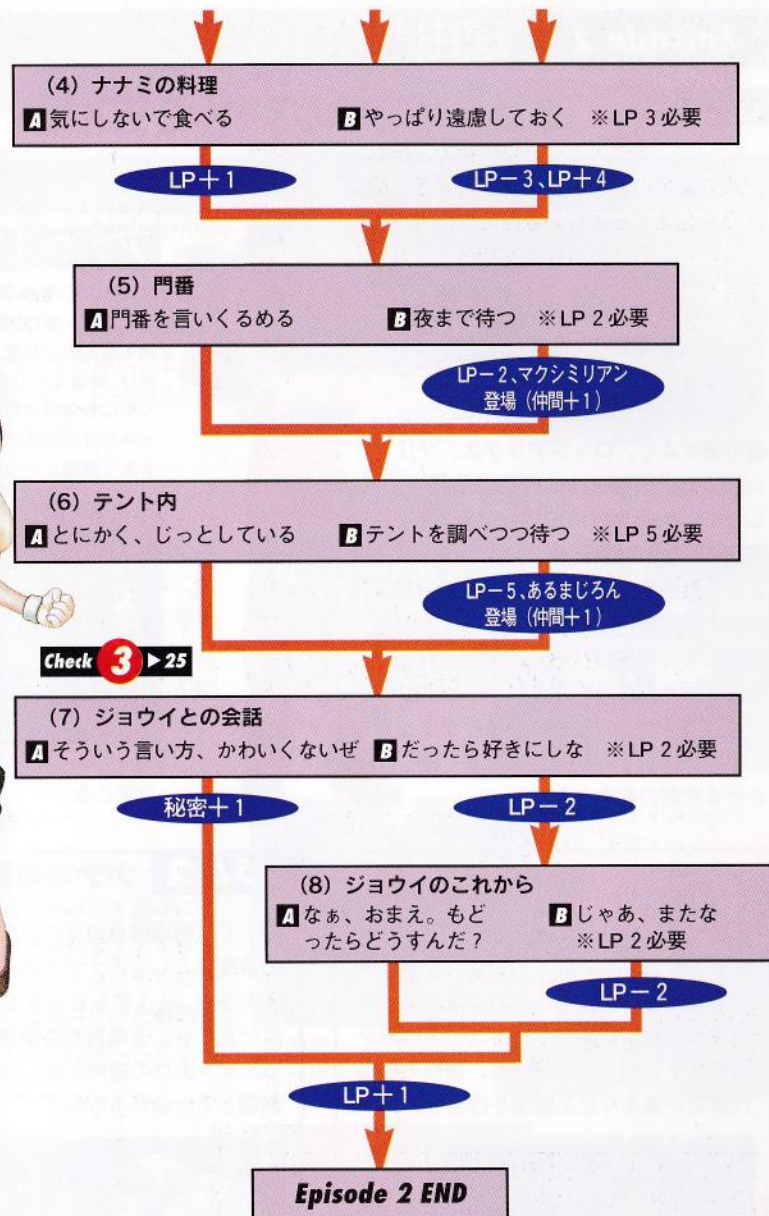 (4) ナナミの料理
A 気にしないで食べる
B やっぱり遠慮しておく ※LP 3 必要
LP+1
LP-3、LP+4
(5) 門番
A 門番を言いくるめる
B 夜まで待つ ※LP 2 必要
LP-2、マクシミリアン
登場 (仲間+1)
(6) テント内
A とにかく、じっとしている
B テントを調べつつ待つ ※LP 5 必要
LP-5、あるまじろん
登場 (仲間+1)
Check 3 ▶ 25
(7) ジョウイとの会話
A そういう言い方、かわいくないぜ
B だったら好きにしな ※LP 2 必要
秘密+1
LP-2
(8) ジョウイのこれから
A なぁ、おまえ。もど
ったらどうすんだ?
B じゃあ、またな
※LP 2 必要
LP-2
LP+1
Episode 2 END